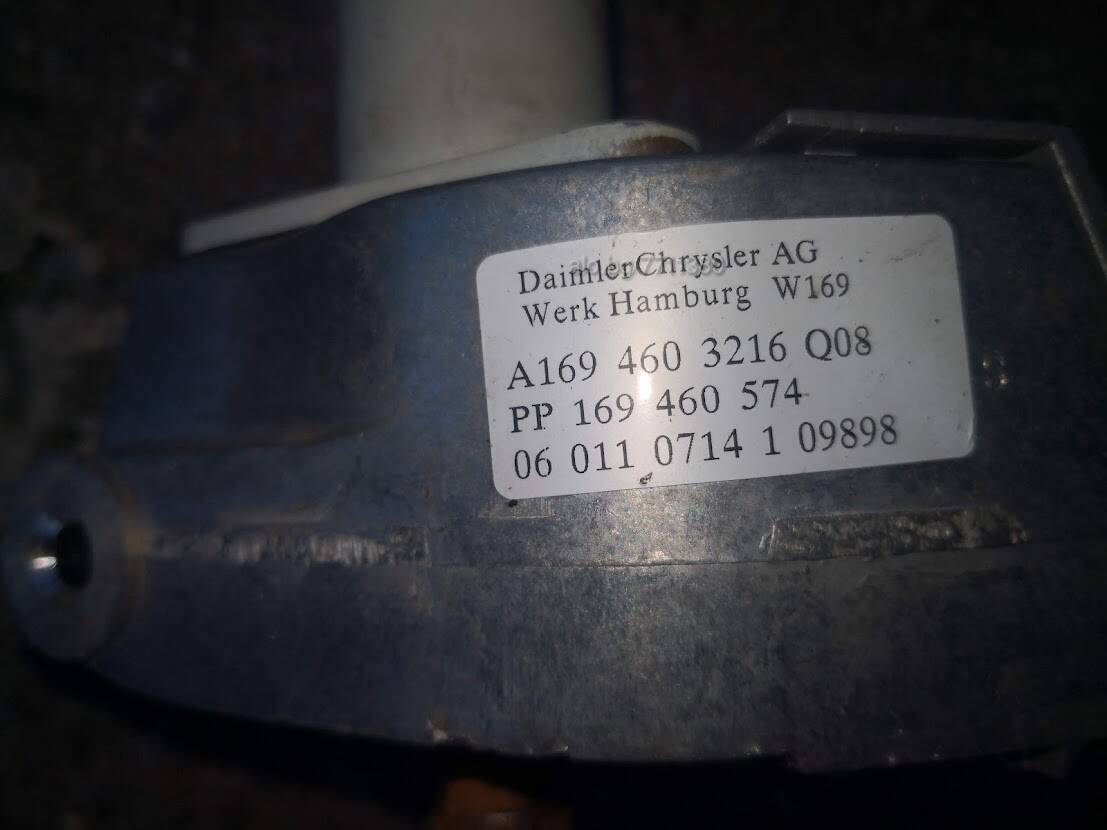 DaimlerChrysler AG
Werk Hamburg W169
A169 460 3216 Q08
PP 169 460 574
06 011 0714 1 09898